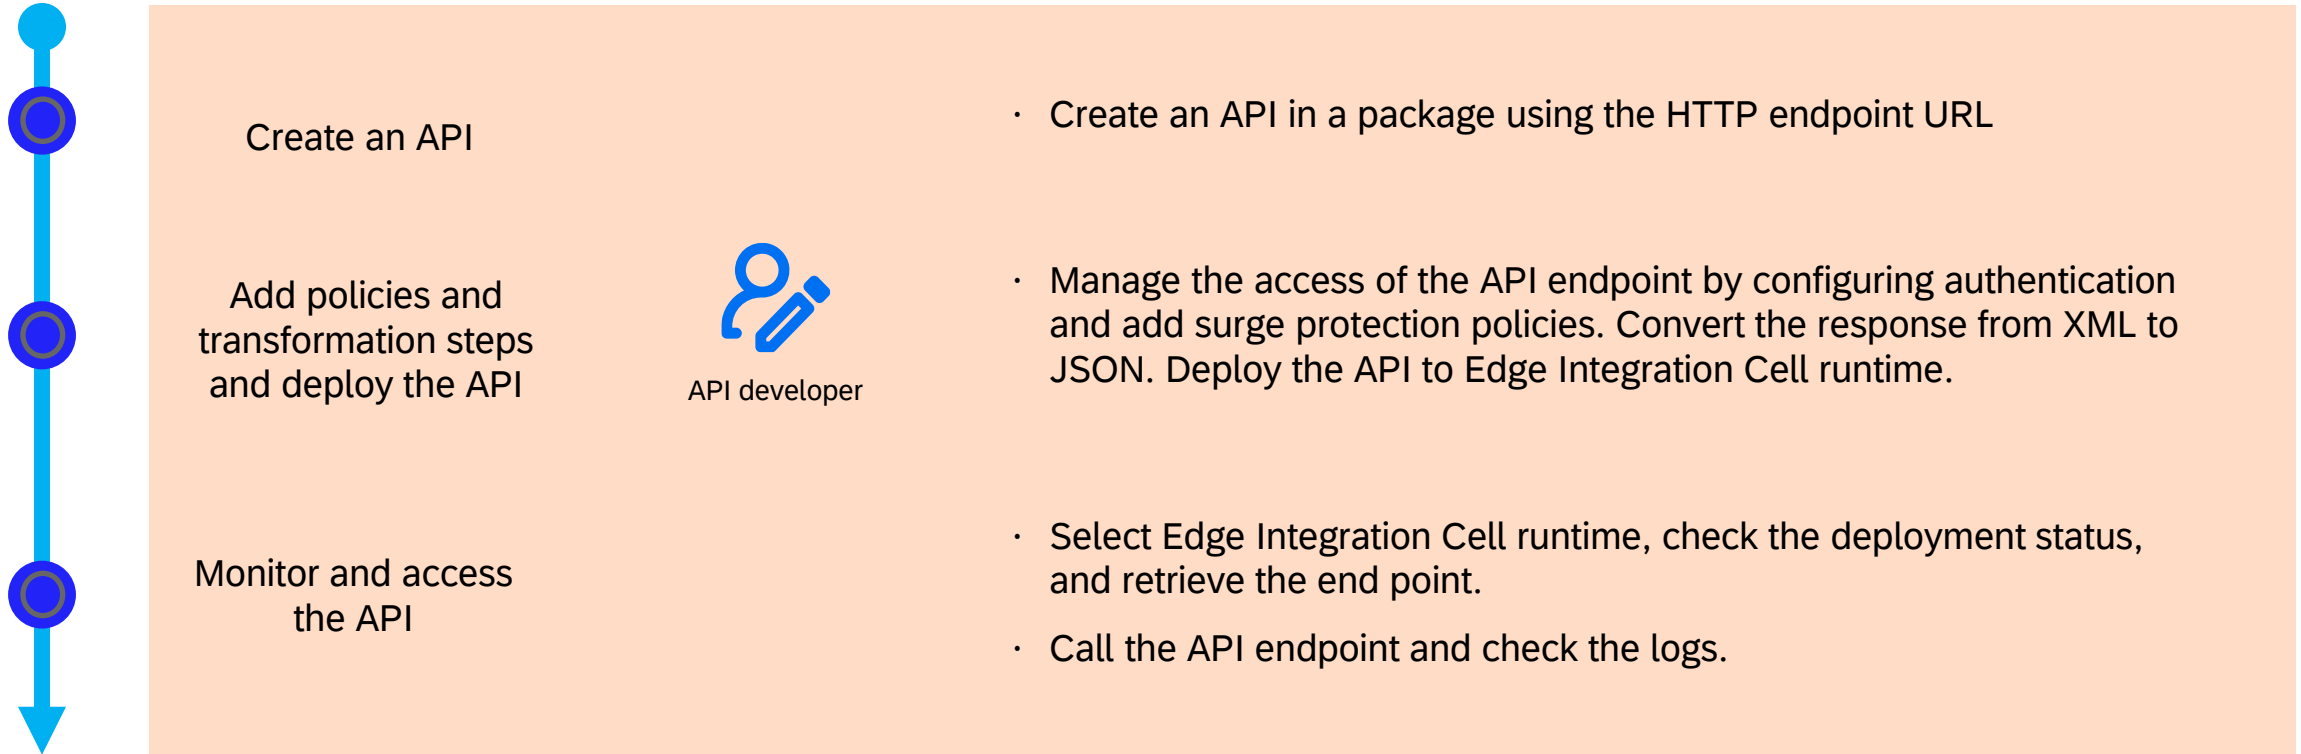 Create an API
· Create an API in a package using the HTTP endpoint URL
Add policies and
transformation steps
and deploy the API
API developer
· Manage the access of the API endpoint by configuring authentication
and add surge protection policies. Convert the response from XML to
JSON. Deploy the API to Edge Integration Cell runtime.
Monitor and access
the API
· Select Edge Integration Cell runtime, check the deployment status,
and retrieve the end point.
· Call the API endpoint and check the logs.